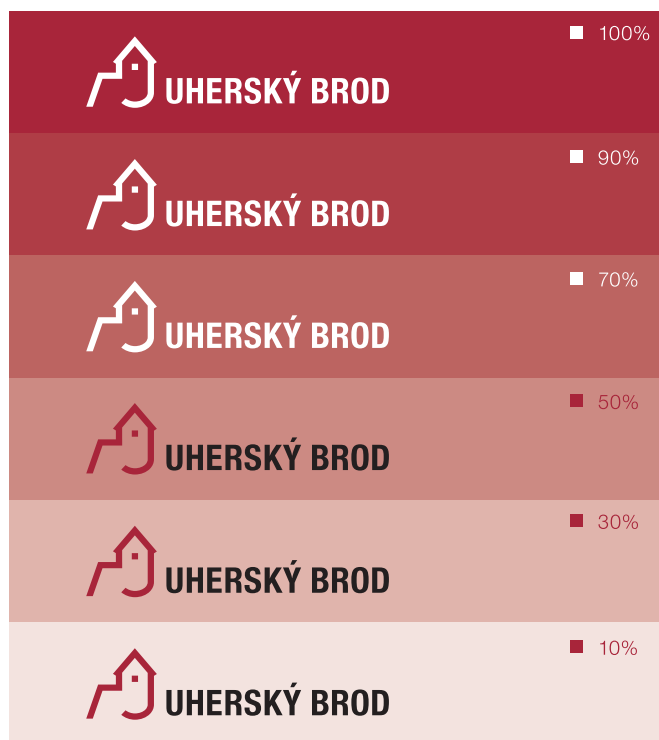 100%
UHERSKÝ BROD
90%
UHERSKÝ BROD
70%
UHERSKÝ BROD
50%
UHERSKÝ BROD
30%
UHERSKÝ BROD
10%
UHERSKÝ BROD